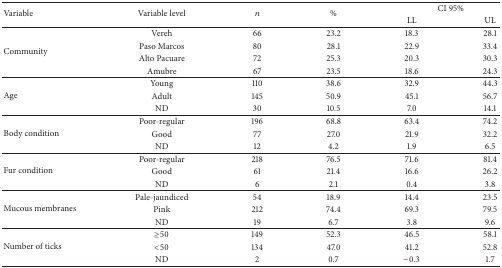 Variable Variable level n % CI 95%
LL UL
Community Vereh 66 23.2 18.3 28.1
Paso Marcos 80 28.1 22.9 33.4
Alto Pacuare 72 25.3 20.3 30.3
Amubre 67 23.5 18.6 24.3
Age Young 110 38.6 32.9 44.3
Adult 145 50.9 45.1 56.7
ND 30 10.5 7.0 14.1
Body condition Poor-regular 196 68.8 63.4 74.2
Good 77 27.0 21.9 32.2
ND 12 4.2 1.9 6.5
Fur condition Poor-regular 218 76.5 71.6 81.4
Good 61 21.4 16.6 26.2
ND 6 2.1 0.4 3.8
Mucous membranes Pale-jaundiced 54 18.9 14.4 23.5
Pink 212 74.4 69.3 79.5
ND 19 6.7 3.8 9.6
Number of ticks ≥50 149 52.3 46.5 58.1
<50 134 47.0 41.2 52.8
ND 2 0.7 −0.3 1.7